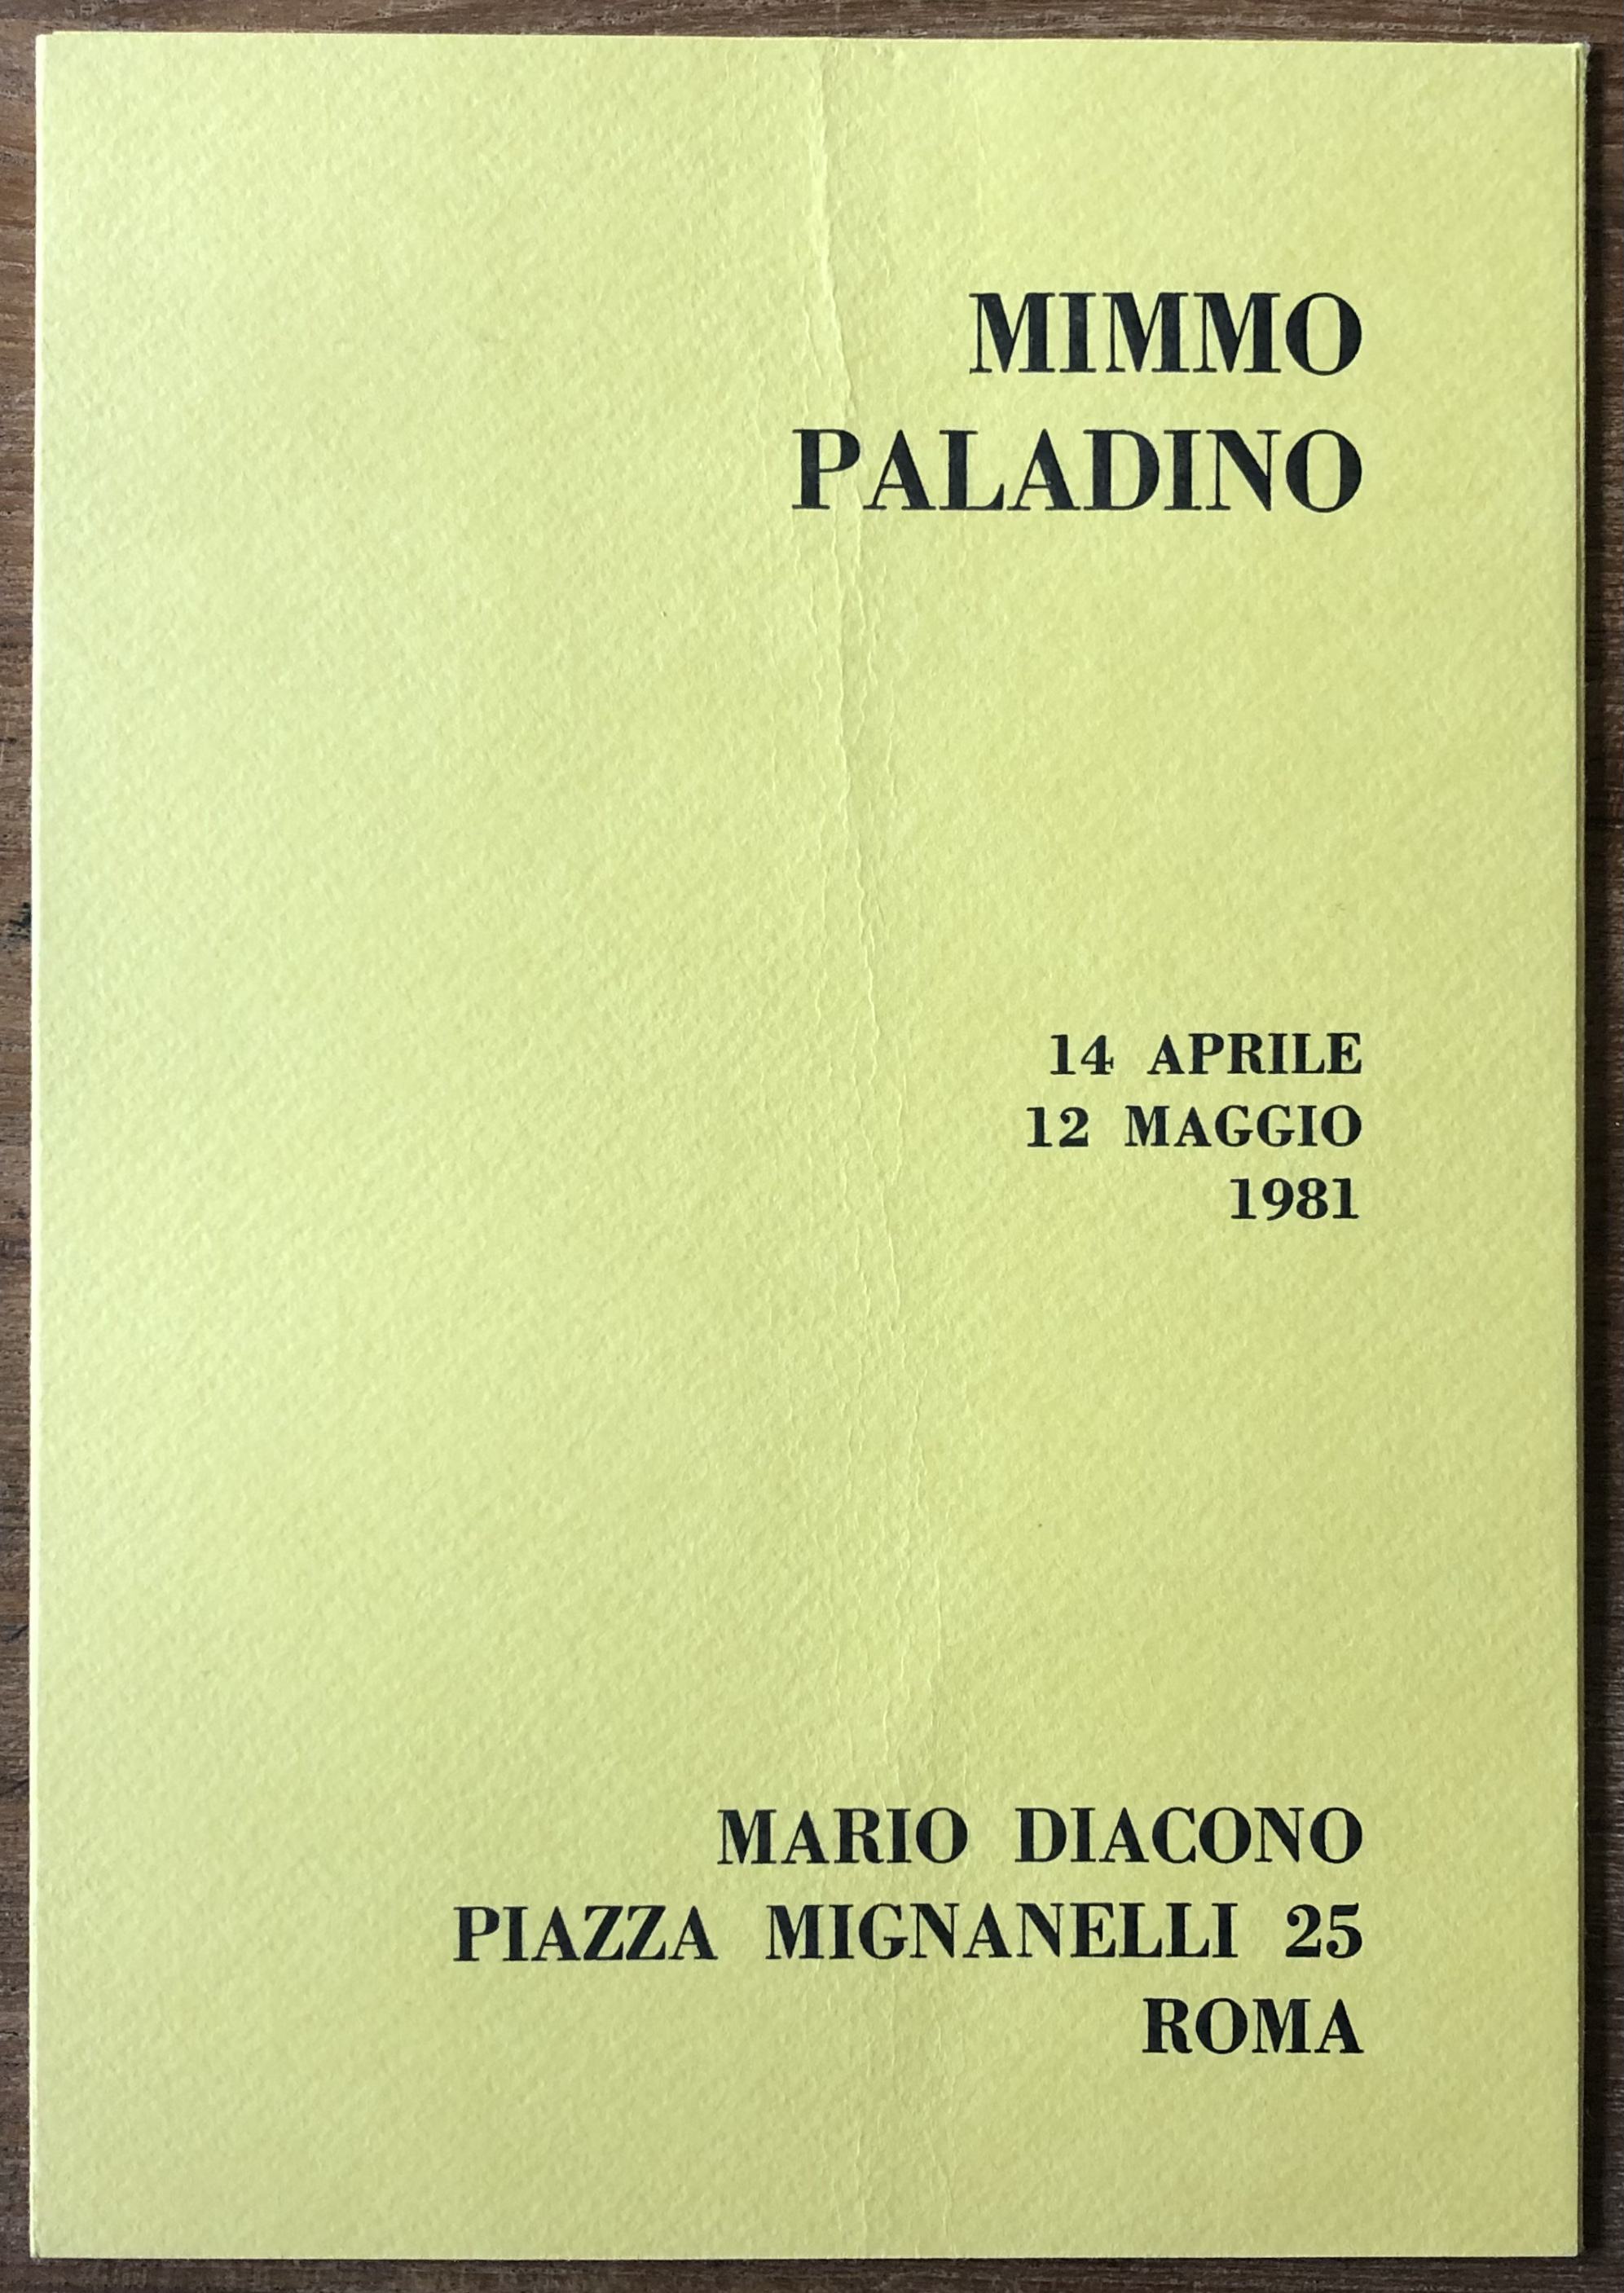 MIMMO
PALADINO
14 APRILE
12 MAGGIO
1981
MARIO DIACONO
PIAZZA MIGNANELLI 25
ROMA